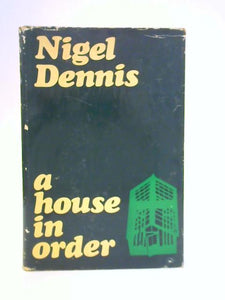 Nigel
Dennis
a
house
in
order